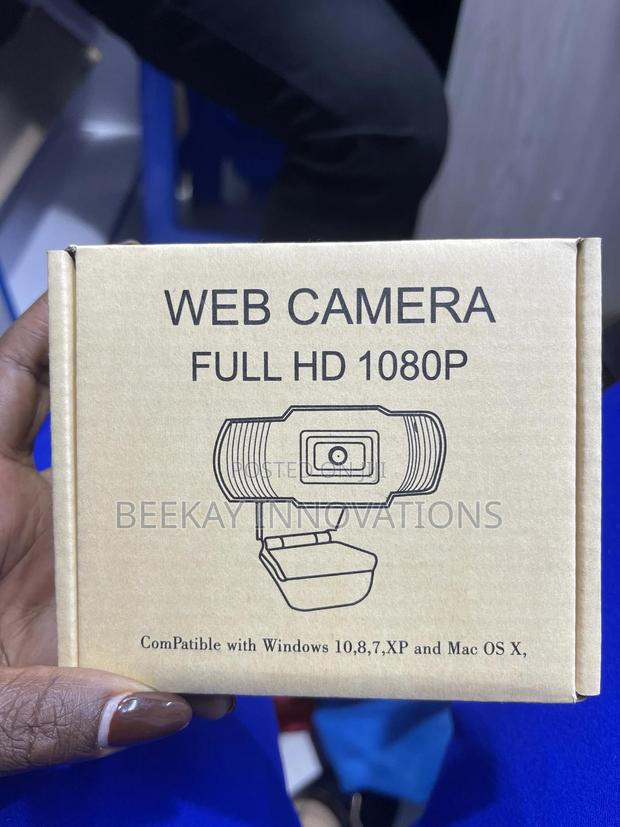 WEB CAMERA
FULL HD 1080P
POSTED ON JIJI
BEEKAY INNOVATIONS
ComPatible with Windows 10,8,7,XP and Mac OS X,